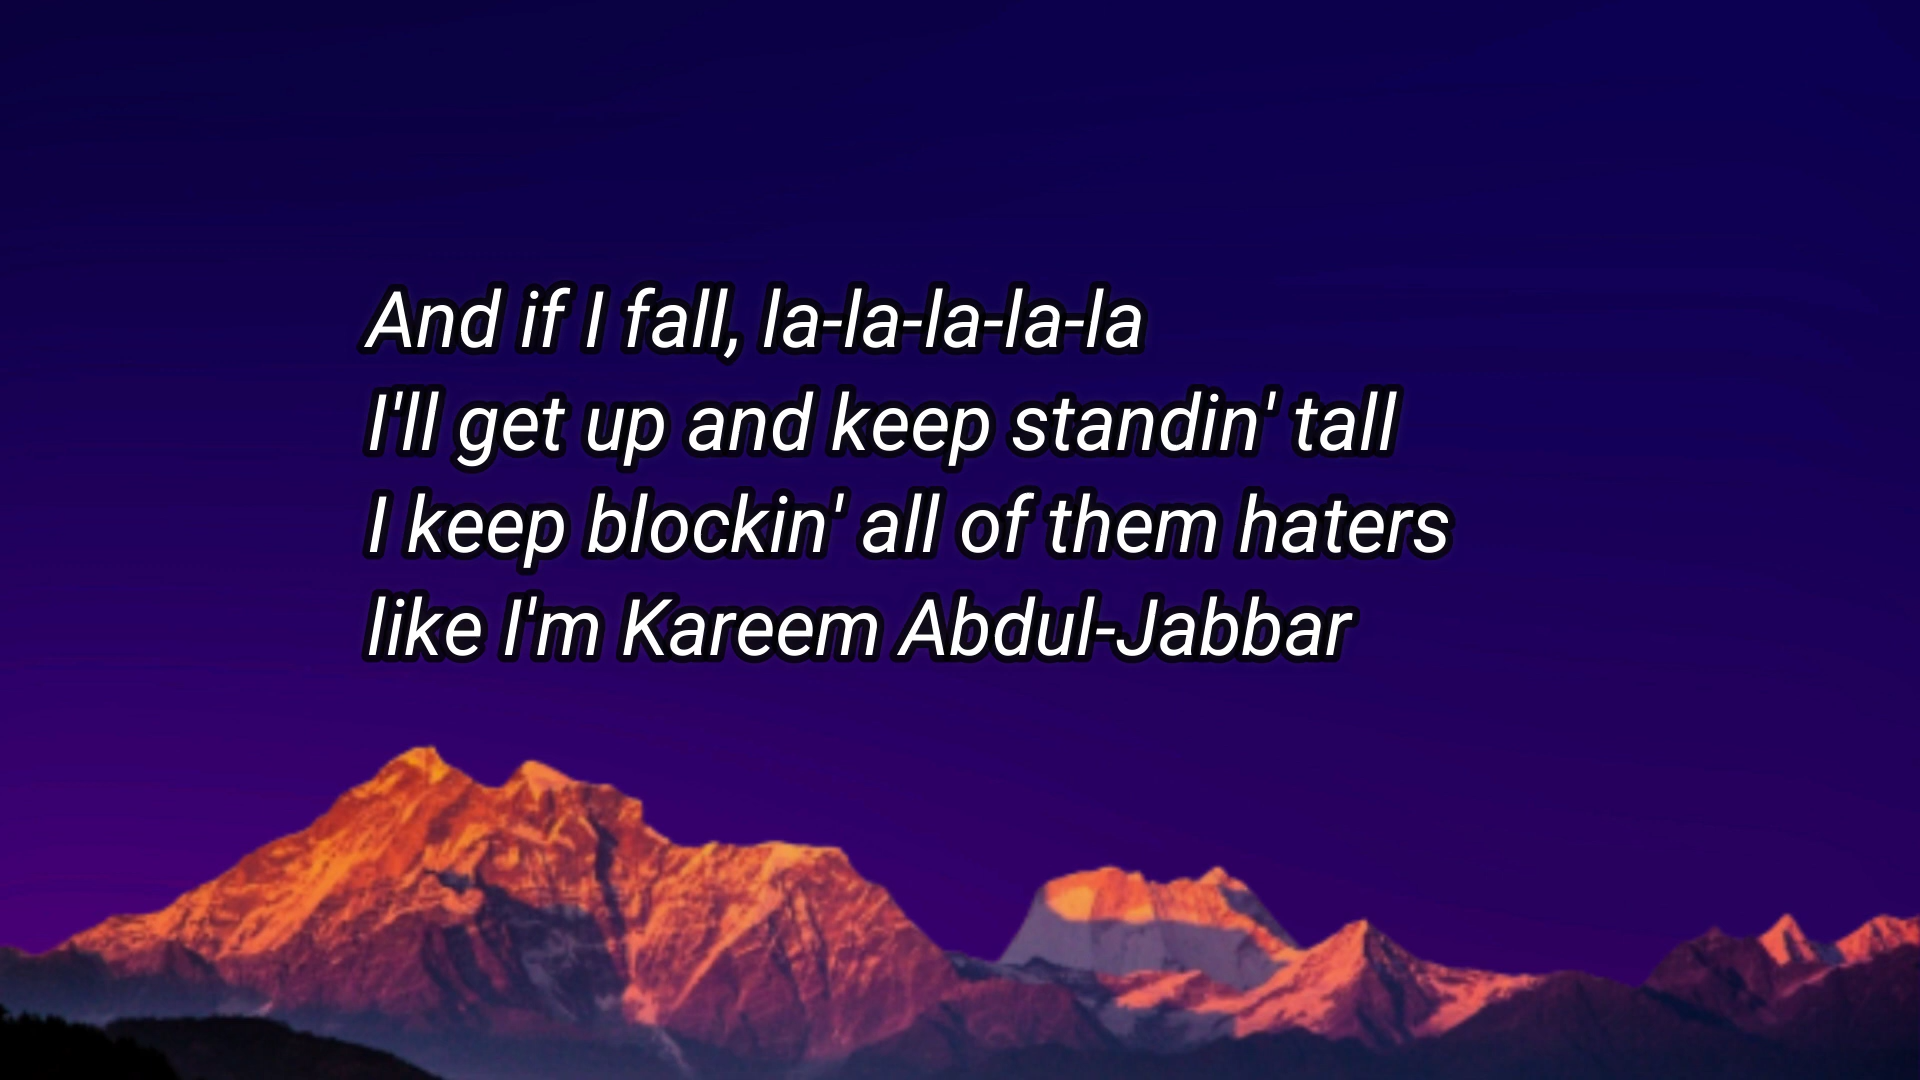 And if I fall, la-la-la-la-la
I'll get up and keep standin' tall
I keep blockin' all of them haters
like I'm Kareem Abdul-Jabbar